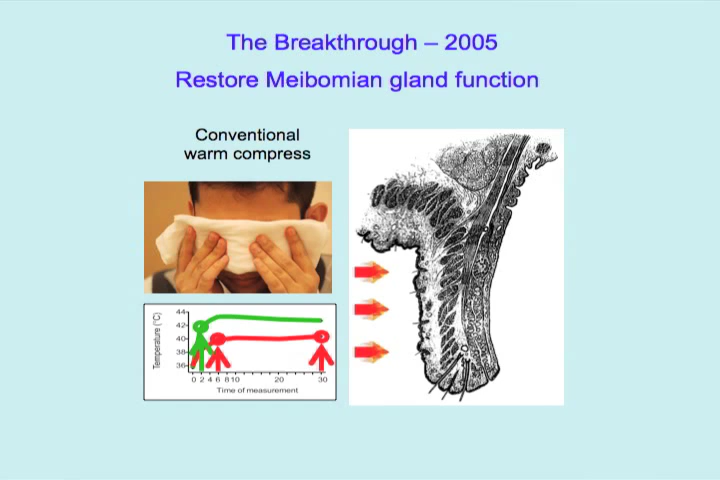 The Breakthrough – 2005
Restore Meibomian gland function
Conventional
warm compress
Temperature (°C)
44
42
40
38
36
0 2 4 6 8 10 20 30
Time of measurement